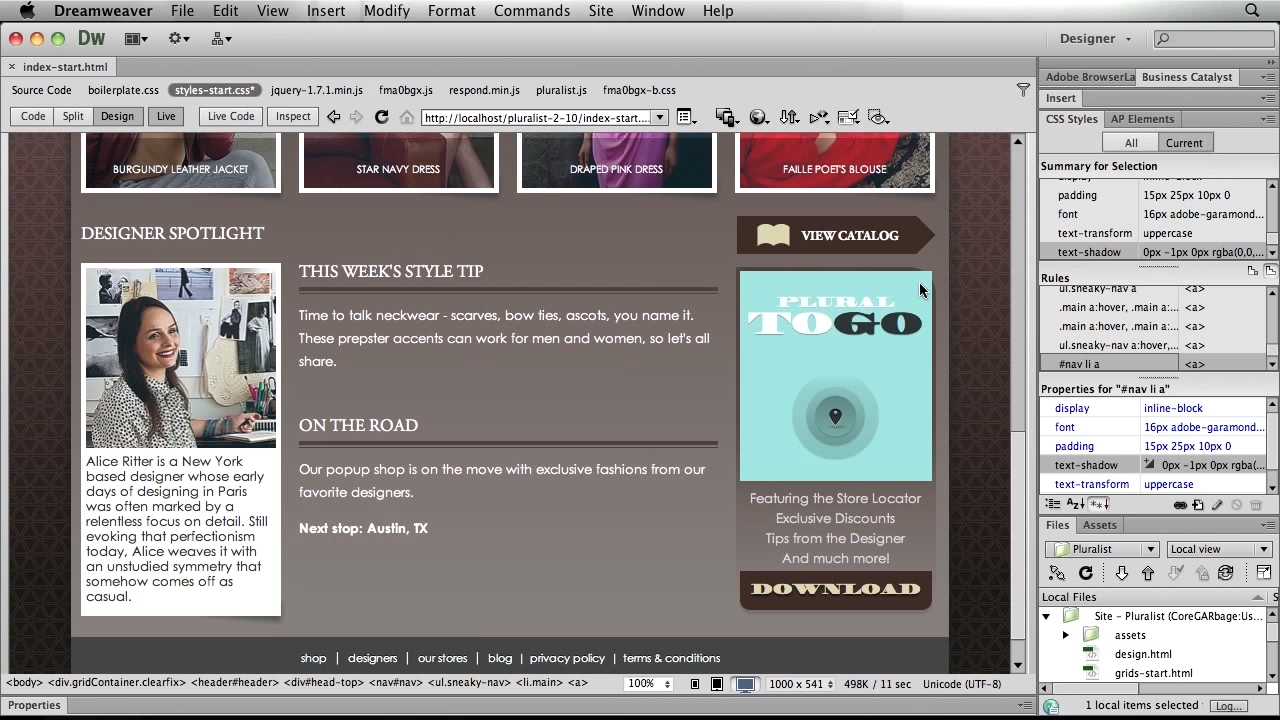 Dreamweaver File Edit View Insert Modify Format Commands Site Window Help
Dw Designer
index-start.html
Source Code boilerplate.css styles-start.css* jquery-1.7.1.min.js fma0bgx.js respond.min.js pluralist.js fma0bgx-b.css
Code Split Design Live Live Code Inspect http://localhost/pluralist-2-10/index-start....
BURGUNDY LEATHER JACKET STAR NAVY DRESS DRAPED PINK DRESS FAILLE POET'S BLOUSE
DESIGNER SPOTLIGHT
Alice Ritter is a New York
based designer whose early
days of designing in Paris
was often marked by a
relentless focus on detail. Still
evoking that perfectionism
today, Alice weaves it with
an unstudied symmetry that
somehow comes off as
casual.
THIS WEEK'S STYLE TIP
Time to talk neckwear - scarves, bow ties, ascots, you name it.
These prepster accents can work for men and women, so let's all
share.
ON THE ROAD
Our popup shop is on the move with exclusive fashions from our
favorite designers.
Next stop: Austin, TX
VIEW CATALOG
PLURAL
TOGO
Featuring the Store Locator
Exclusive Discounts
Tips from the Designer
And much more!
DOWNLOAD
shop | designers | our stores | blog | privacy policy | terms & conditions
<body> <div.gridContainer.clearfix> <header#header> <div#head-top> <nav#nav> <ul.sneaky-nav> <li.main> <a> 100% 1000 x 541 498K / 11 sec Unicode (UTF-8)
Properties
Adobe BrowserLa Business Catalyst
Insert
CSS Styles AP Elements
All Current
Summary for Selection
padding 15px 25px 10px 0
font 16px adobe-garamond...
text-transform uppercase
text-shadow 0px -1px 0px rgba(0,0,...
Rules
ul.sneaky-nav a <a>
.main a:hover, .main a:... <a>
.main a:hover, .main a:... <a>
ul.sneaky-nav a:hover,... <a>
#nav li a <a>
Properties for "#nav li a"
display inline-block
font 16px adobe-garamond...
padding 15px 25px 10px 0
text-shadow 0px -1px 0px rgba(...
text-transform uppercase
Files Assets
Pluralist Local view
Local Files S
Site - Pluralist (CoreGARbage:Us...
assets
design.html
grids-start.html
1 local items selected Log...